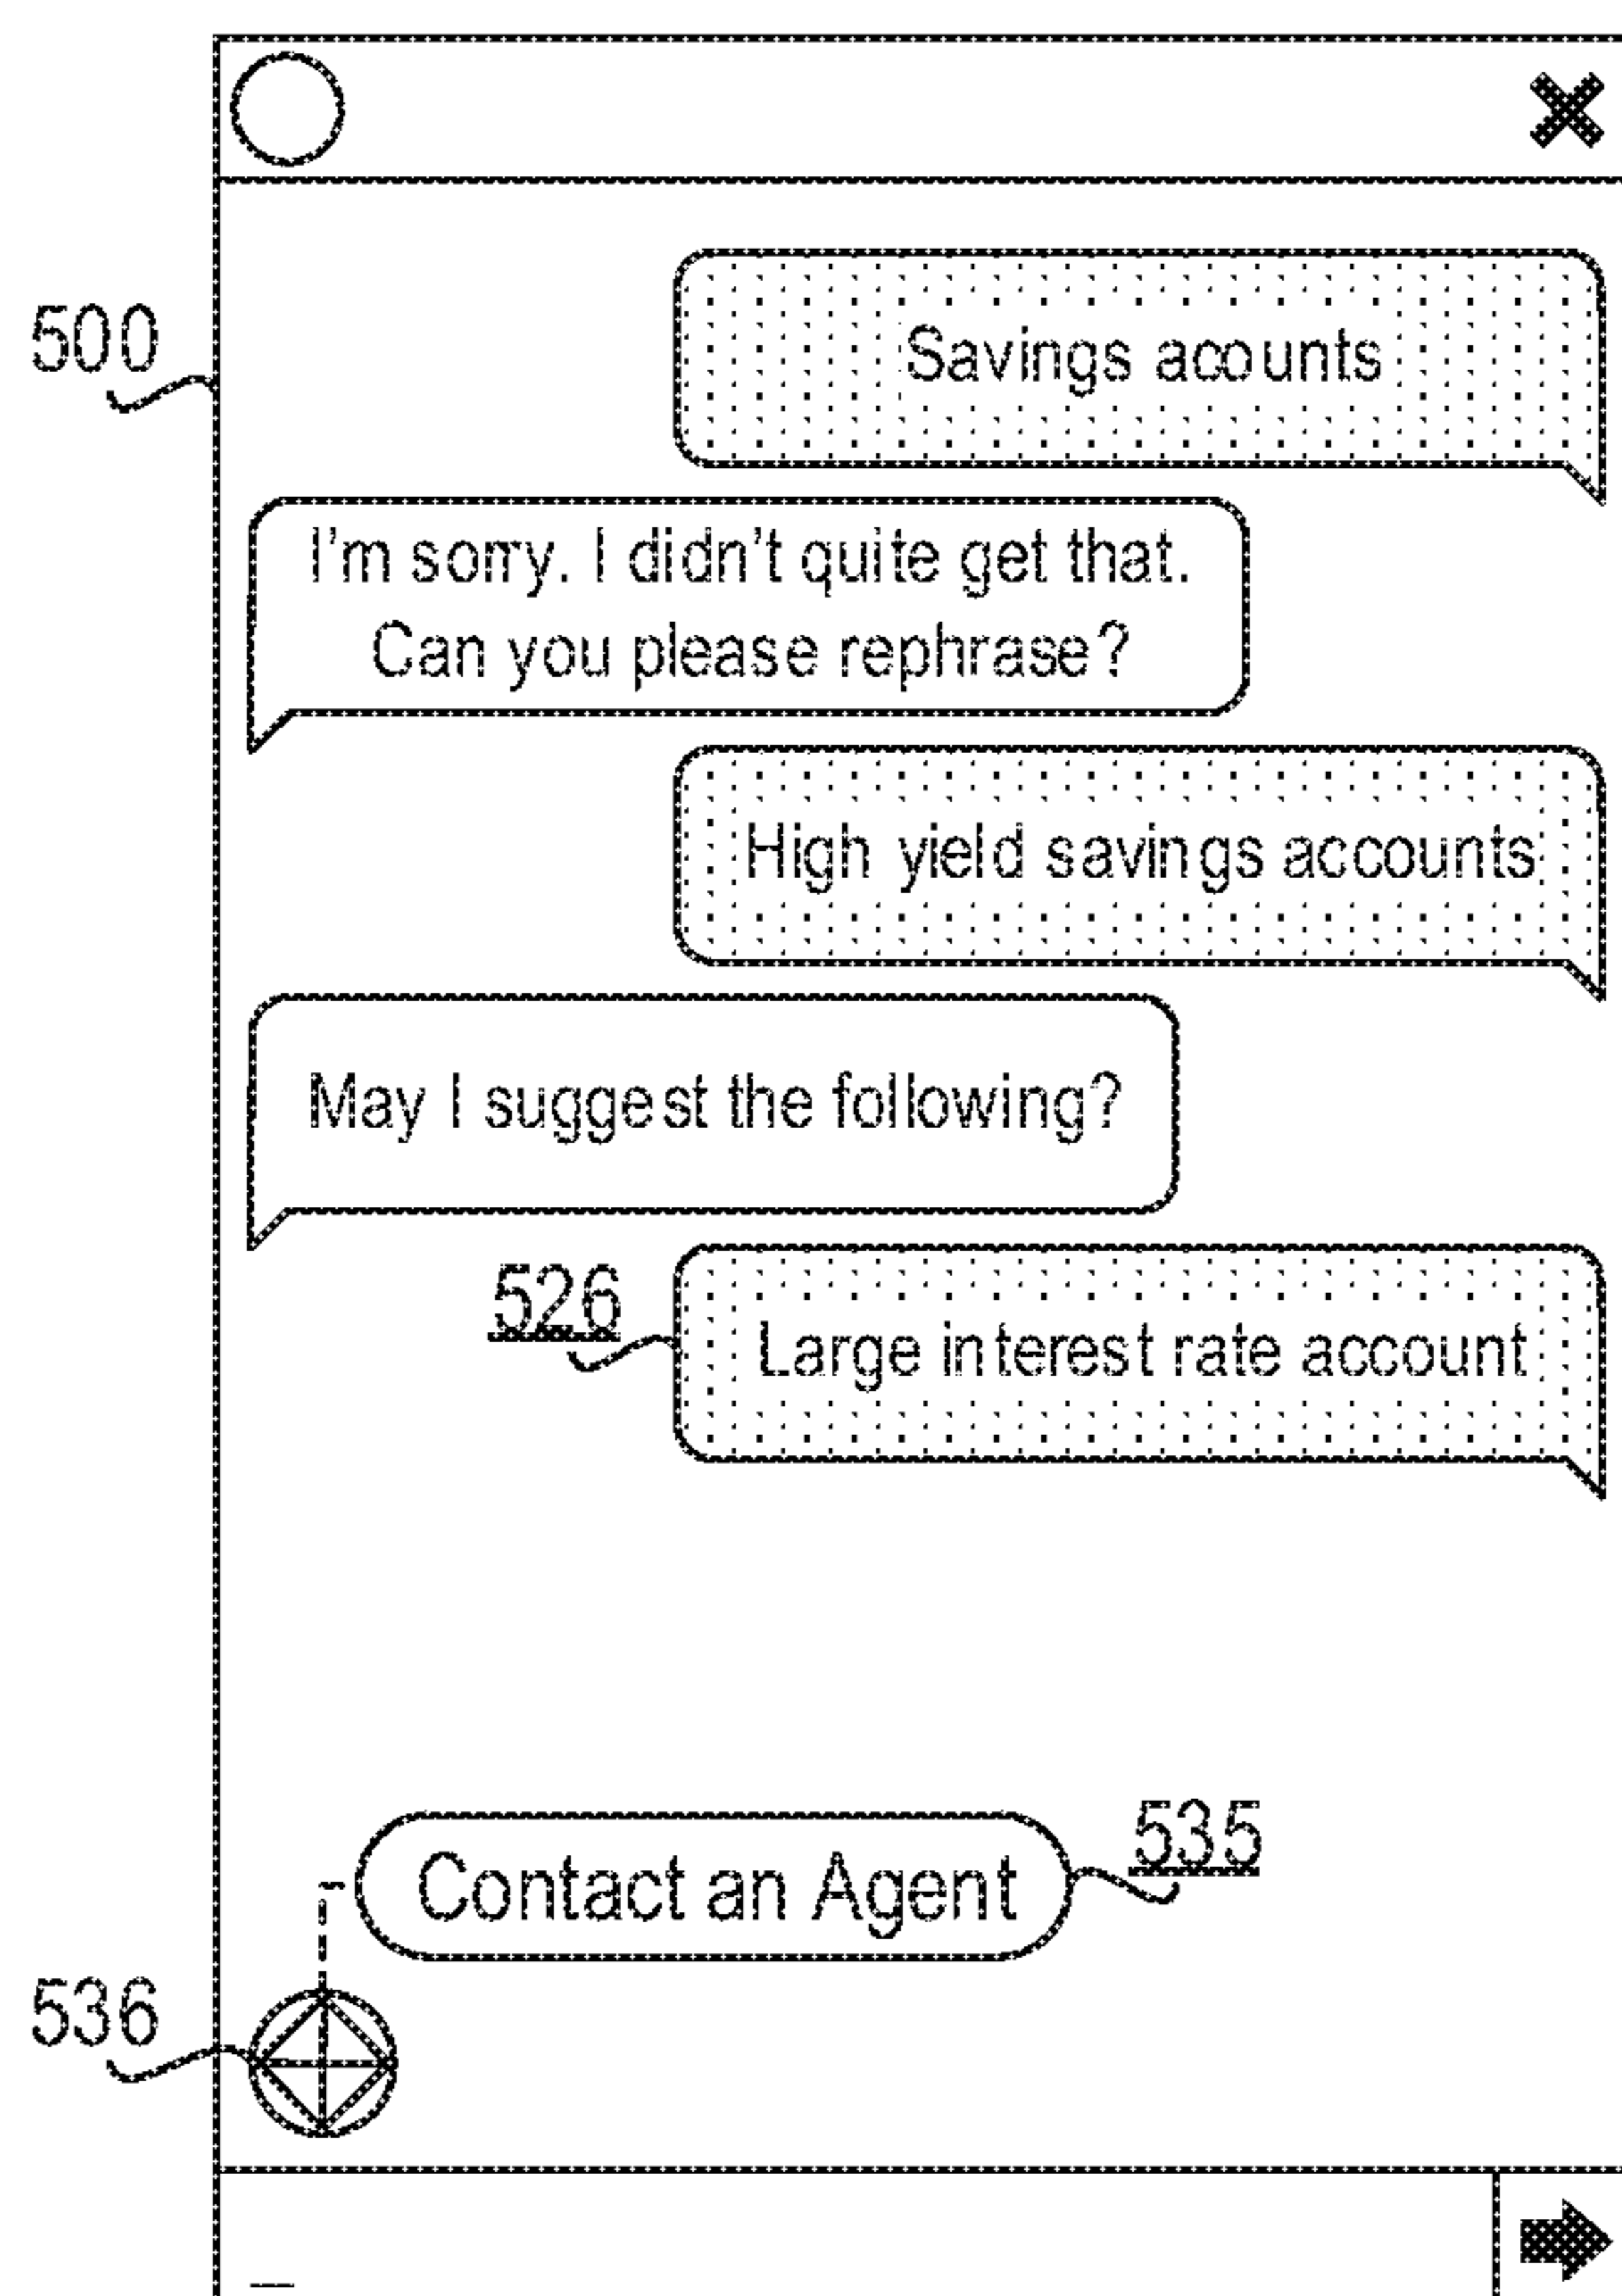 500
Savings acounts
I'm sorry. I didn't quite get that.
Can you please rephrase?
High yield savings accounts
May I suggest the following?
526
Large interest rate account
Contact an Agent
535
536